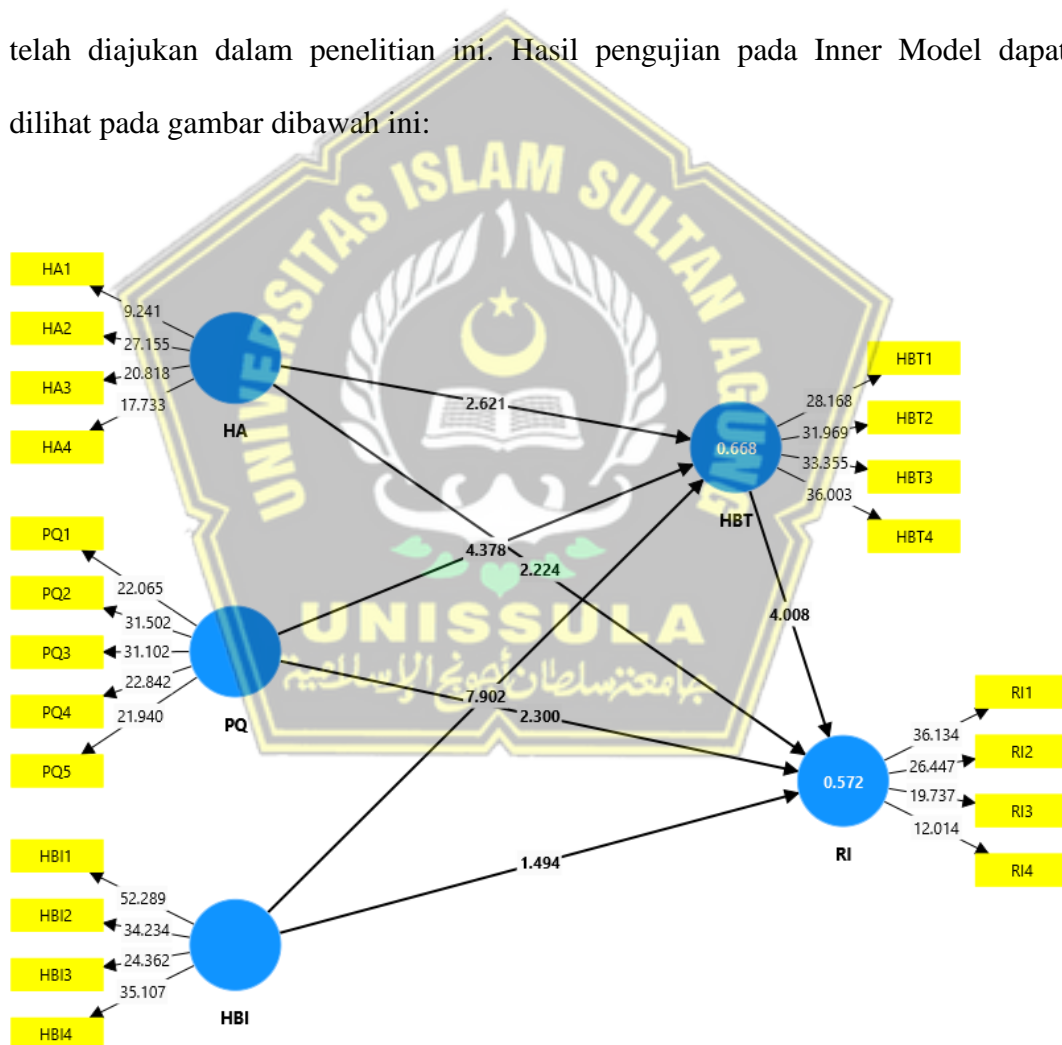 telah diajukan dalam penelitian ini. Hasil pengujian pada Inner Model dapat
dilihat pada gambar dibawah ini:
UNIVERSITAS ISLAM SULTAN AGUNG
UNISSULA
جامعنسلطان أجونج الإسلامية
HA1
HA2
HA3
HA4
9.241
27.155
20.818
17.733
HA
PQ1
PQ2
PQ3
PQ4
PQ5
22.065
31.502
31.102
22.842
21.940
PQ
HBI1
HBI2
HBI3
HBI4
52.289
34.234
24.362
35.107
HBI
2.621
4.378
2.224
7.902
2.300
1.494
4.008
0.668
HBT
28.168
31.969
33.355
36.003
HBT1
HBT2
HBT3
HBT4
0.572
RI
36.134
26.447
19.737
12.014
RI1
RI2
RI3
RI4